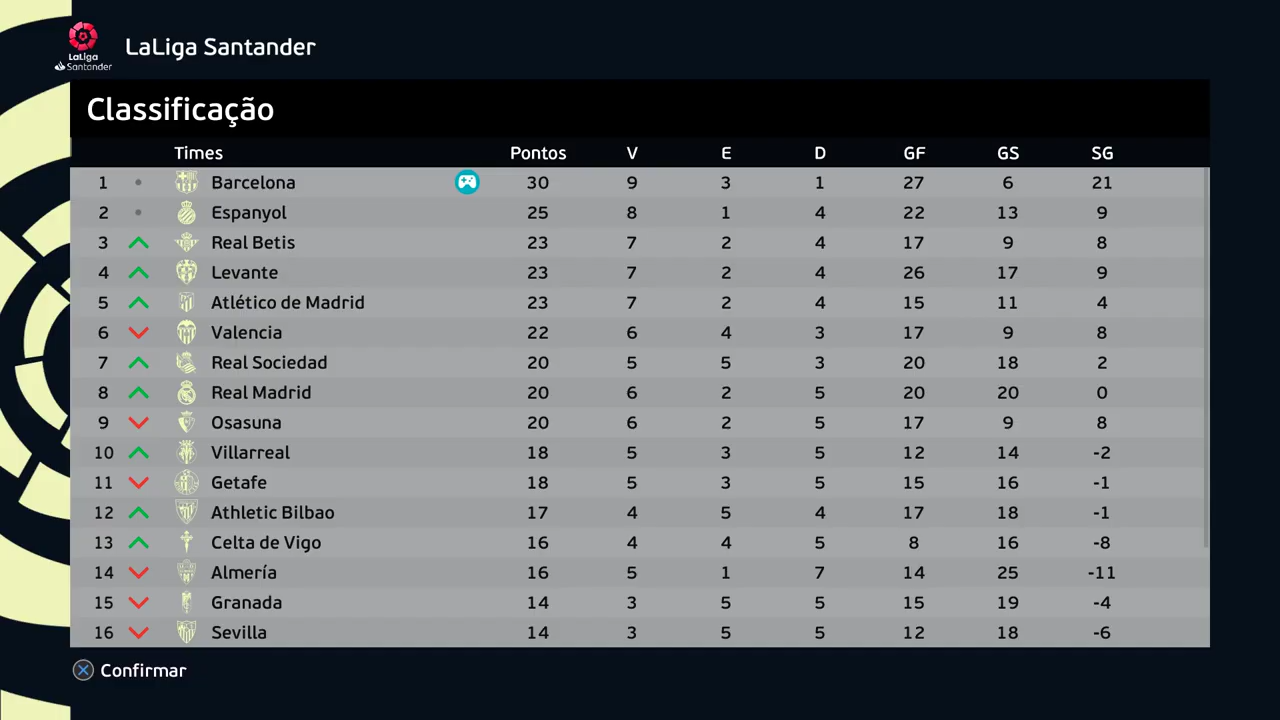 LaLiga
Santander
LaLiga Santander
Classificação
Times Pontos V E D GF GS SG
1 Barcelona 30 9 3 1 27 6 21
2 Espanyol 25 8 1 4 22 13 9
3 Real Betis 23 7 2 4 17 9 8
4 Levante 23 7 2 4 26 17 9
5 Atlético de Madrid 23 7 2 4 15 11 4
6 Valencia 22 6 4 3 17 9 8
7 Real Sociedad 20 5 5 3 20 18 2
8 Real Madrid 20 6 2 5 20 20 0
9 Osasuna 20 6 2 5 17 9 8
10 Villarreal 18 5 3 5 12 14 -2
11 Getafe 18 5 3 5 15 16 -1
12 Athletic Bilbao 17 4 5 4 17 18 -1
13 Celta de Vigo 16 4 4 5 8 16 -8
14 Almería 16 5 1 7 14 25 -11
15 Granada 14 3 5 5 15 19 -4
16 Sevilla 14 3 5 5 12 18 -6
Confirmar